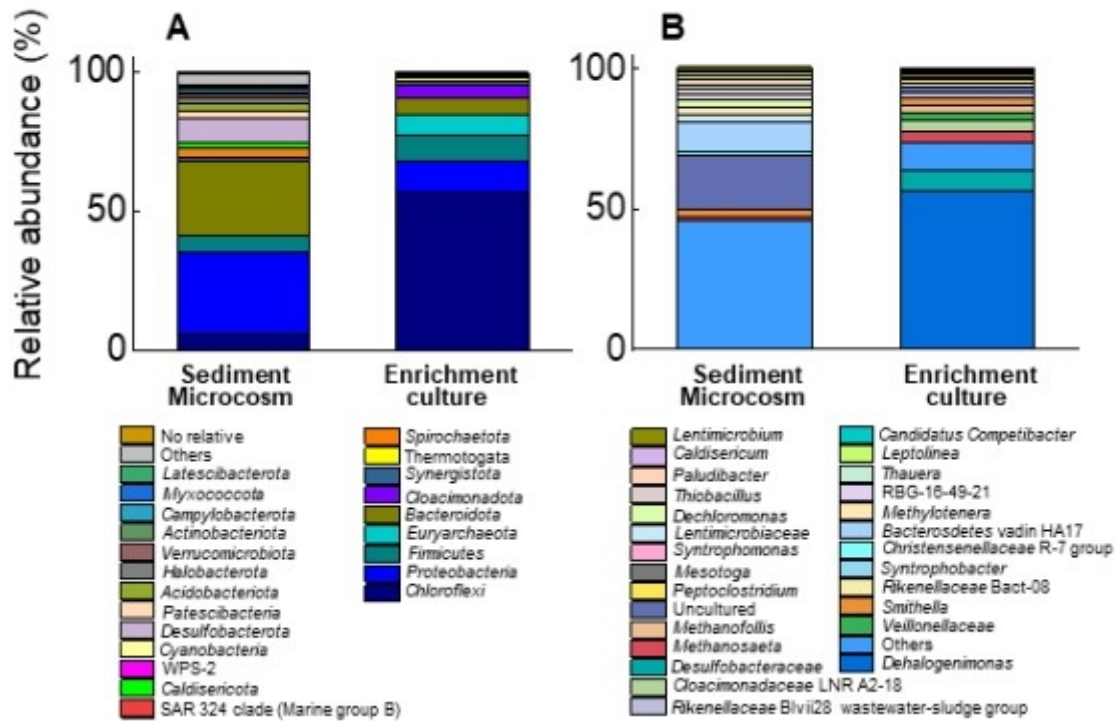 A
B
Relative abundance (%)
100
50
0
100
50
0
Sediment
Microcosm
Enrichment
culture
Sediment
Microcosm
Enrichment
culture
No relative
Others
Latescibacterota
Myxococcota
Campylobacterota
Actinobacteriota
Verrucomicrobiota
Halobacterota
Acidobacteriota
Patescibacteria
Desulfobacterota
Cyanobacteria
WPS-2
Caldisericota
SAR 324 clade (Marine group B)
Spirochaetota
Thermotogata
Synergistota
Cloacimonadota
Bacteroidota
Euryarchaeota
Firmicutes
Proteobacteria
Chloroflexi
Lentimicrobium
Caldisericum
Paludibacter
Thiobacillus
Dechloromonas
Lentimicrobiaceae
Syntrophomonas
Mesotoga
Peptoclostridium
Uncultured
Methanofollis
Methanosaeta
Desulfobacteraceae
Cloacimonadaceae LNR A2-18
Rikenellaceae Blvii28 wastewater-sludge group
Candidatus Competibacter
Leptolinea
Thauera
RBG-16-49-21
Methylotenera
Bacterosdetes vadin HA17
Christensenellaceae R-7 group
Syntrophobacter
Rikenellaceae Bact-08
Smithella
Veillonellaceae
Others
Dehalogenimonas